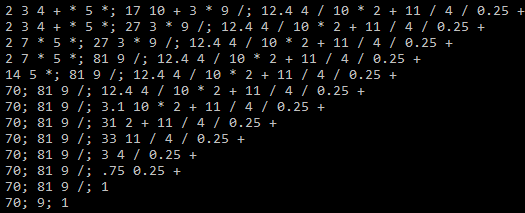 2 3 4 + * 5 *; 17 10 + 3 * 9 /; 12.4 4 / 10 * 2 + 11 / 4 / 0.25 +
2 3 4 + * 5 *; 27 3 * 9 /; 12.4 4 / 10 * 2 + 11 / 4 / 0.25 +
2 7 * 5 *; 27 3 * 9 /; 12.4 4 / 10 * 2 + 11 / 4 / 0.25 +
2 7 * 5 *; 81 9 /; 12.4 4 / 10 * 2 + 11 / 4 / 0.25 +
14 5 *; 81 9 /; 12.4 4 / 10 * 2 + 11 / 4 / 0.25 +
70; 81 9 /; 12.4 4 / 10 * 2 + 11 / 4 / 0.25 +
70; 81 9 /; 3.1 10 * 2 + 11 / 4 / 0.25 +
70; 81 9 /; 31 2 + 11 / 4 / 0.25 +
70; 81 9 /; 33 11 / 4 / 0.25 +
70; 81 9 /; 3 4 / 0.25 +
70; 81 9 /; .75 0.25 +
70; 81 9 /; 1
70; 9; 1